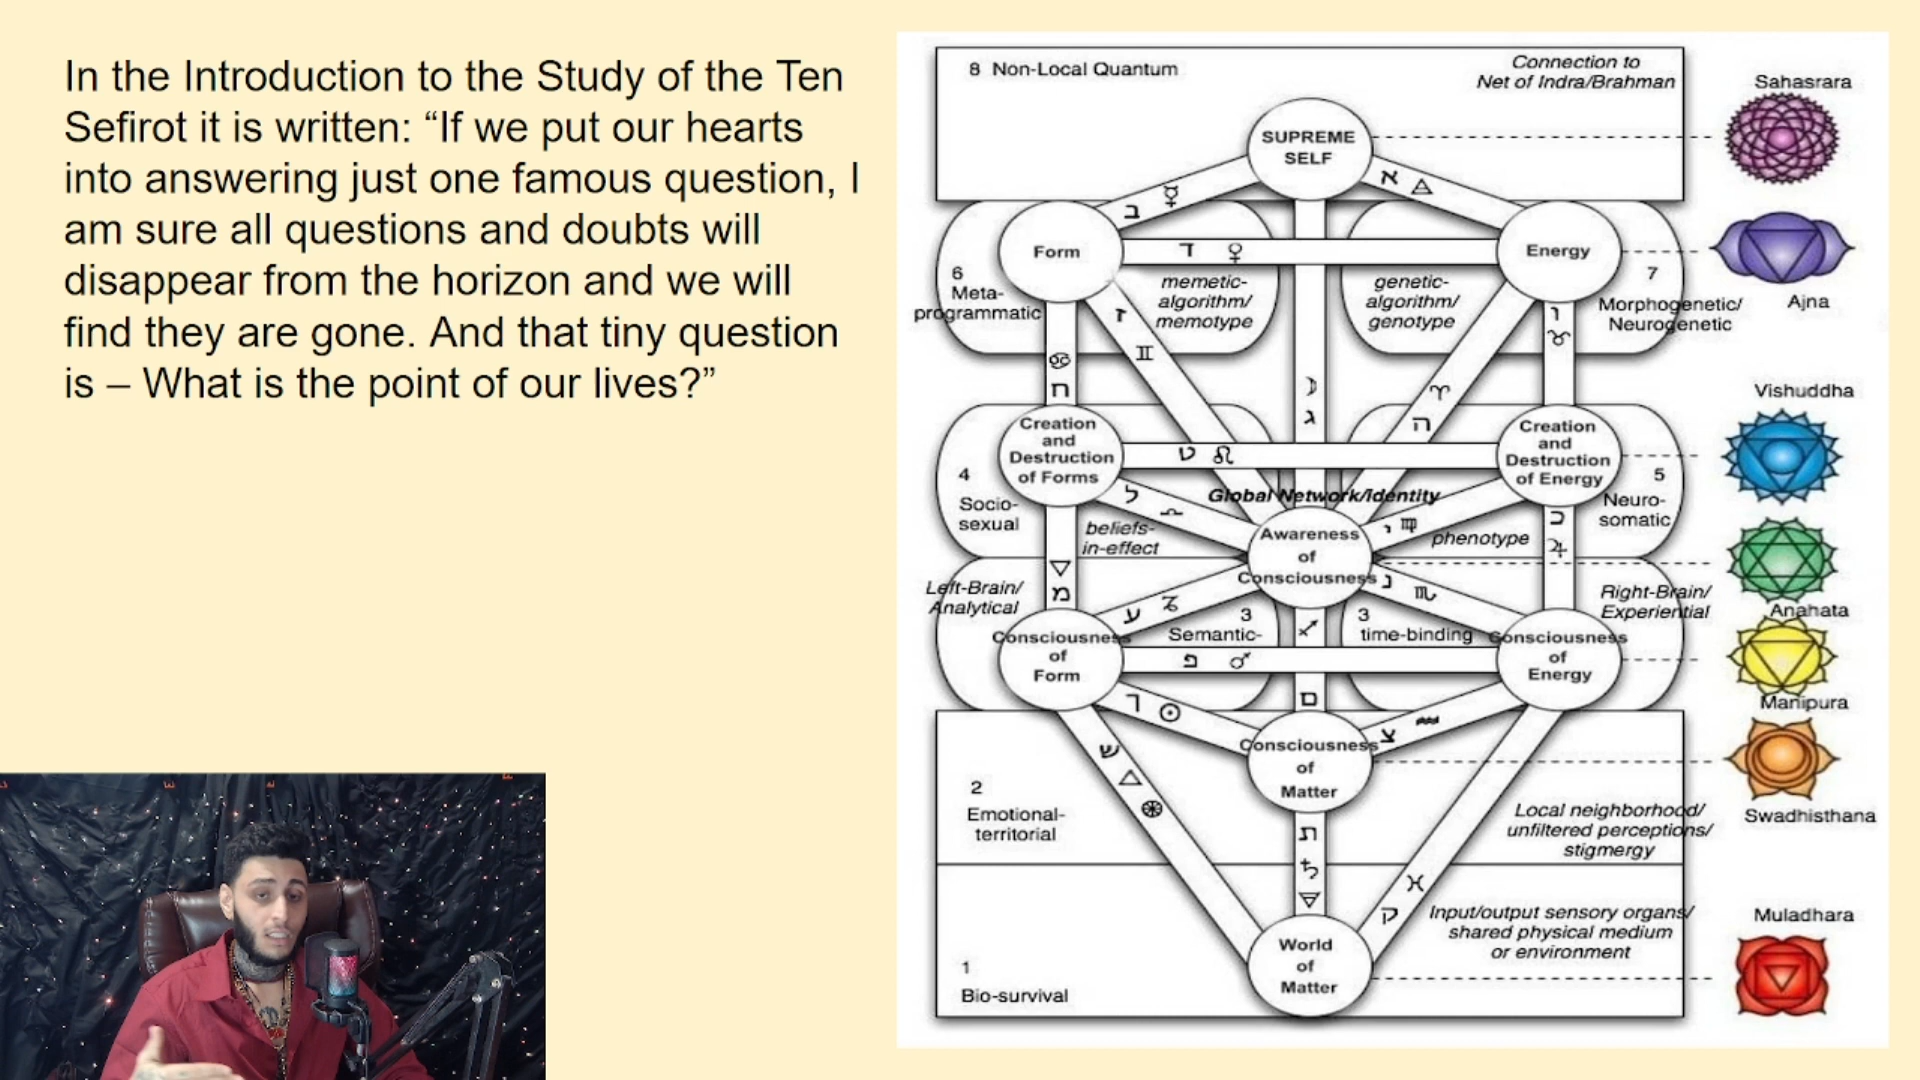 In the Introduction to the Study of the Ten
Sefirot it is written: “If we put our hearts
into answering just one famous question, I
am sure all questions and doubts will
disappear from the horizon and we will
find they are gone. And that tiny question
is – What is the point of our lives?”
8 Non-Local Quantum
Connection to
Net of Indra/Brahman
Sahasrara
SUPREME
SELF
א
ב
Form
ד
Energy
6
Meta-
programmatic
memetic-
algorithm/
memotype
genetic-
algorithm/
genotype
7
Morphogenetic/
Neurogenetic
Ajna
ז
ו
ח
ג
ה
Vishuddha
Creation
and
Destruction
of Forms
ט
Creation
and
Destruction
of Energy
4
Socio-
sexual
5
Neuro-
somatic
Global Network/Identity
ל
י
כ
beliefs-
in-effect
phenotype
Awareness
of
Consciousness
Left-Brain/
Analytical
מ
נ
ע
Right-Brain/
Experiential
Anahata
3
Semantic-
3
time-binding
Consciousness
of
Form
פ
Consciousness
of
Energy
ס
ר
צ
Manipura
Consciousness
of
Matter
ש
2
Emotional-
territorial
ת
Local neighborhood/
unfiltered perceptions/
stigmergy
Swadhisthana
ק
Input/output sensory organs/
shared physical medium
or environment
Muladhara
World
of
Matter
1
Bio-survival